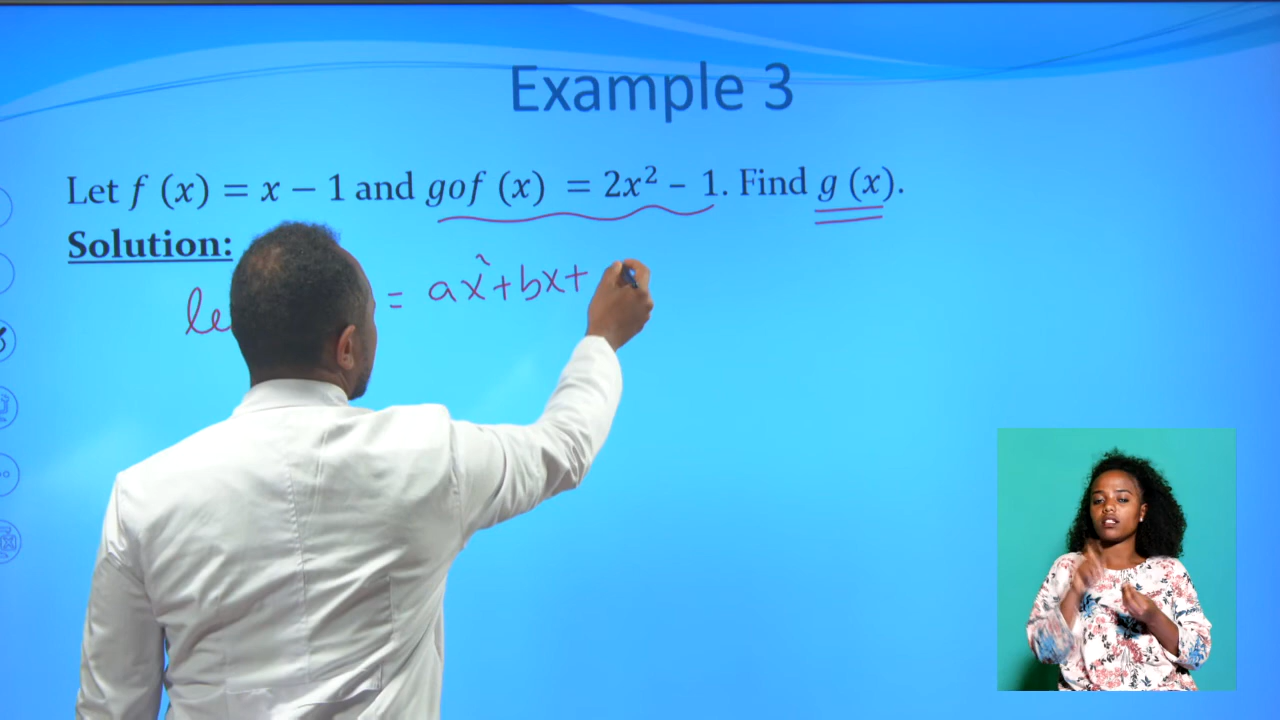 Example 3
Let f (x) = x − 1 and gof (x) = 2x² – 1. Find g (x).
Solution:
= ax²+bx+